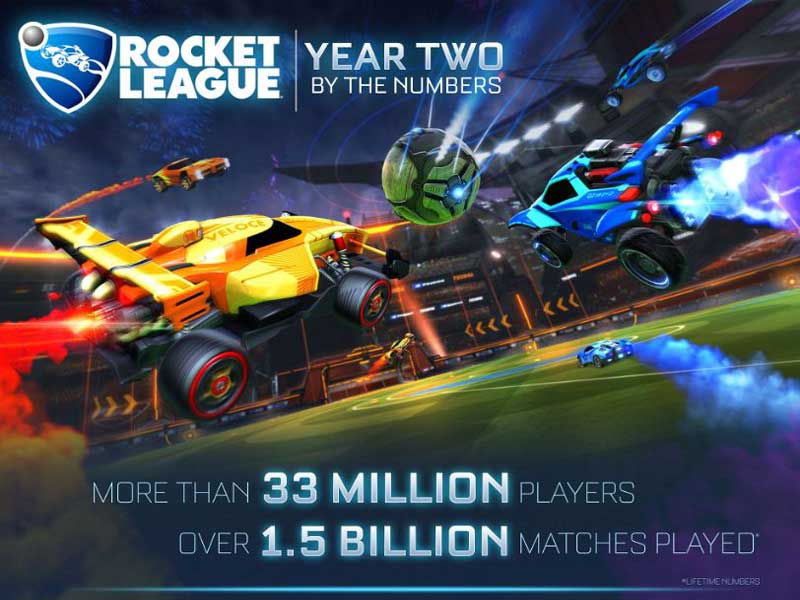 ROCKET
LEAGUE
YEAR TWO
BY THE NUMBERS
VELOCE
MORE THAN 33 MILLION PLAYERS
OVER 1.5 BILLION MATCHES PLAYED*
*LIFETIME NUMBERS